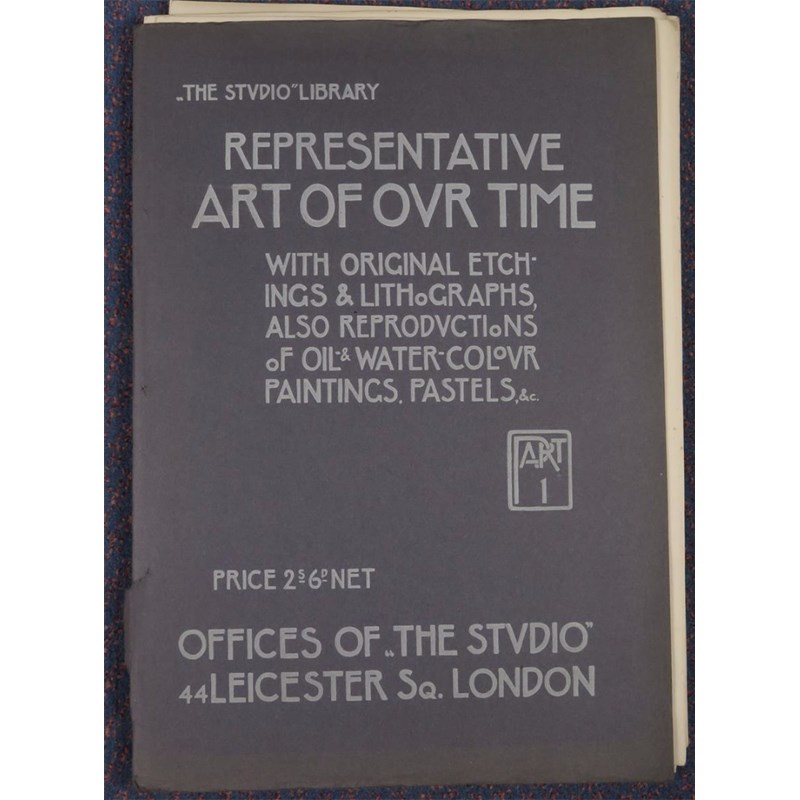 „THE STVDIO" LIBRARY
REPRESENTATIVE
ART OF OVR TIME
WITH ORIGINAL ETCH-
INGS & LITHOGRAPHS,
ALSO REPRODVCTIONS
OF OIL- & WATER-COLOVR
PAINTINGS, PASTELS, &c.
PART
1
PRICE 2S 6D NET
OFFICES OF „THE STVDIO"
44 LEICESTER SQ. LONDON